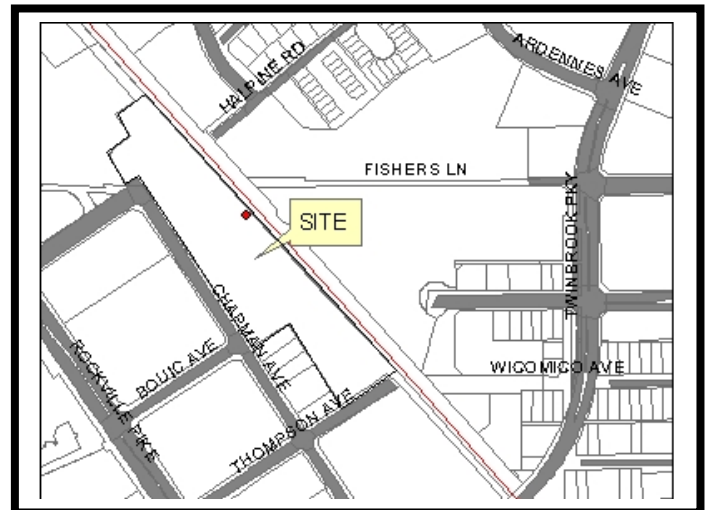 ARDENNES AVE
HALPINE RD
FISHERS LN
TWINBROOK PKY
SITE
CHAPMAN AVE
ROCKVILLE PIKE
BOUIC AVE
WICOMICO AVE
THOMPSON AVE